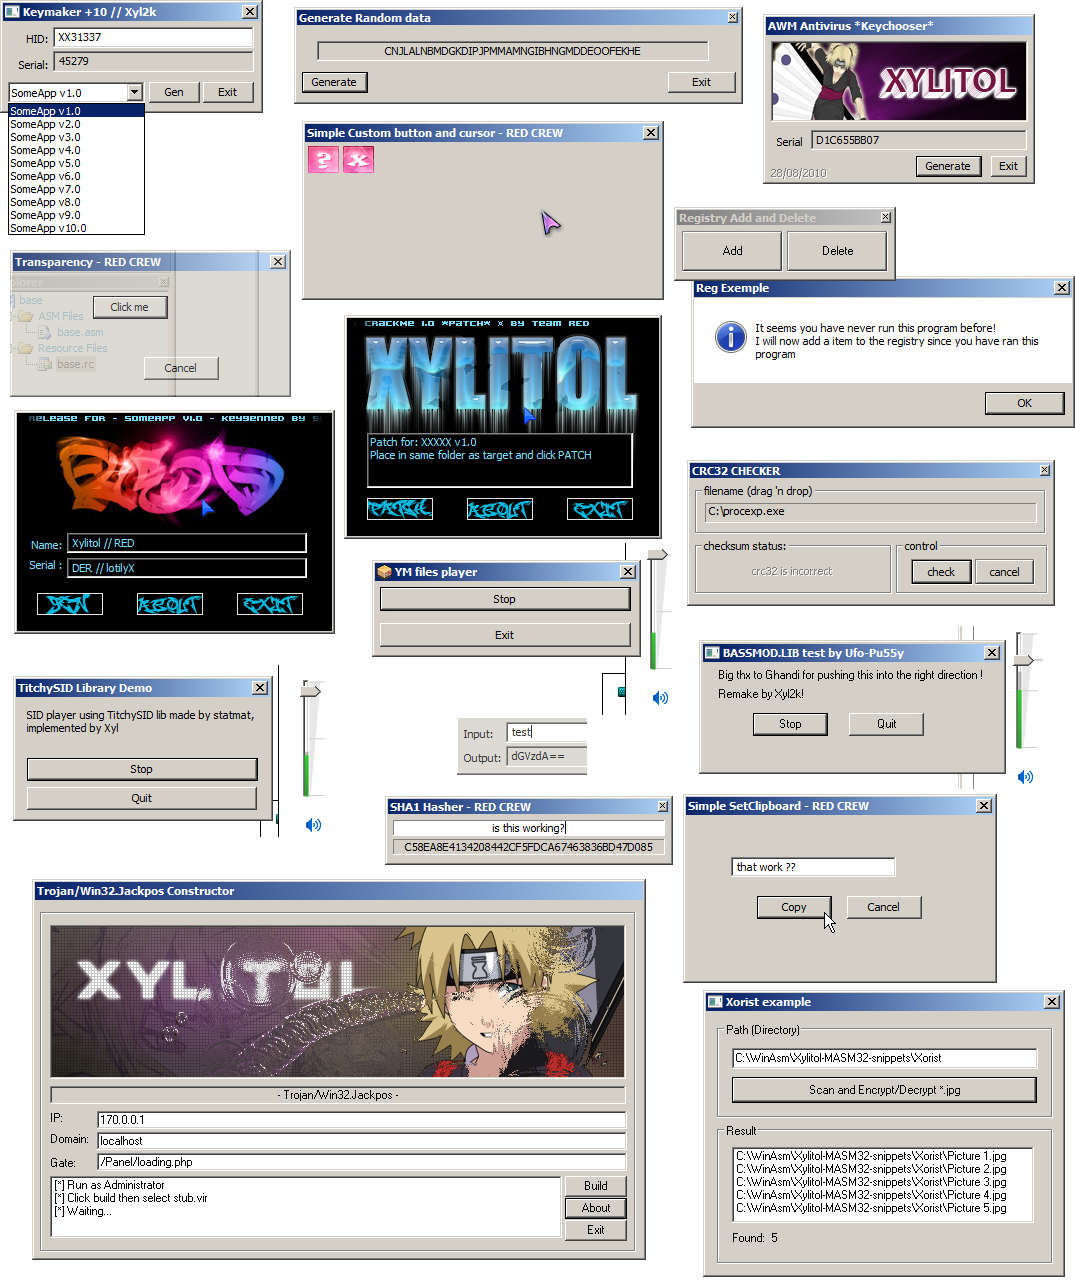 Keymaker +10 // Xyl2k
HID:
XX31337
Serial:
45279
SomeApp v1.0
Gen
Exit
SomeApp v1.0
SomeApp v2.0
SomeApp v3.0
SomeApp v4.0
SomeApp v5.0
SomeApp v6.0
SomeApp v7.0
SomeApp v8.0
SomeApp v9.0
SomeApp v10.0
Generate Random data
CNJLALNBMDGKDIPJPMMAMNGIBHNGMDDEOOFEKHE
Generate
Exit
AWM Antivirus *Keychooser*
XYLITOL
Serial
D1C655BB07
28/08/2010
Generate
Exit
Simple Custom button and cursor - RED CREW
? x
Registry Add and Delete
Add
Delete
Transparency - RED CREW
plorer
base
Click me
ASM Files
base.asm
Resource Files
base.rc
Cancel
Reg Exemple
It seems you have never run this program before!
I will now add a item to the registry since you have ran this
program
OK
CRACKME 1.0 *PATCH* X BY TEAM RED
XYLITOL
Patch for: XXXXX v1.0
Place in same folder as target and click PATCH
PATCH
ABOUT
EXIT
RELEASE FOR - SOMEAPP V1.0 - KEYGENNED BY
Name:
Xylitol // RED
Serial :
DER // lotilyX
GEN
ABOUT
EXIT
CRC32 CHECKER
filename (drag 'n drop)
C:\procexp.exe
checksum status:
crc32 is incorrect
control
check
cancel
YM files player
Stop
Exit
BASSMOD.LIB test by Ufo-Pu55y
Big thx to Ghandi for pushing this into the right direction !
Remake by Xyl2k!
Stop
Quit
TitchySID Library Demo
SID player using TitchySID lib made by statmat,
implemented by Xyl
Stop
Quit
Input:
test
Output:
dGVzdA==
SHA1 Hasher - RED CREW
is this working?
C58EA8E4134208442CF5FDCA67463836BD47D085
Simple SetClipboard - RED CREW
that work ??
Copy
Cancel
Trojan/Win32.Jackpos Constructor
XYLITOL
- Trojan/Win32.Jackpos -
IP:
170.0.0.1
Domain:
localhost
Gate:
/Panel/loading.php
[*] Run as Administrator
[*] Click build then select stub.vir
[*] Waiting...
Build
About
Exit
Xorist example
Path (Directory)
C:\WinAsm\Xylitol-MASM32-snippets\Xorist
Scan and Encrypt/Decrypt *.jpg
Result
C:\WinAsm\Xylitol-MASM32-snippets\Xorist\Picture 1.jpg
C:\WinAsm\Xylitol-MASM32-snippets\Xorist\Picture 2.jpg
C:\WinAsm\Xylitol-MASM32-snippets\Xorist\Picture 3.jpg
C:\WinAsm\Xylitol-MASM32-snippets\Xorist\Picture 4.jpg
C:\WinAsm\Xylitol-MASM32-snippets\Xorist\Picture 5.jpg
Found: 5